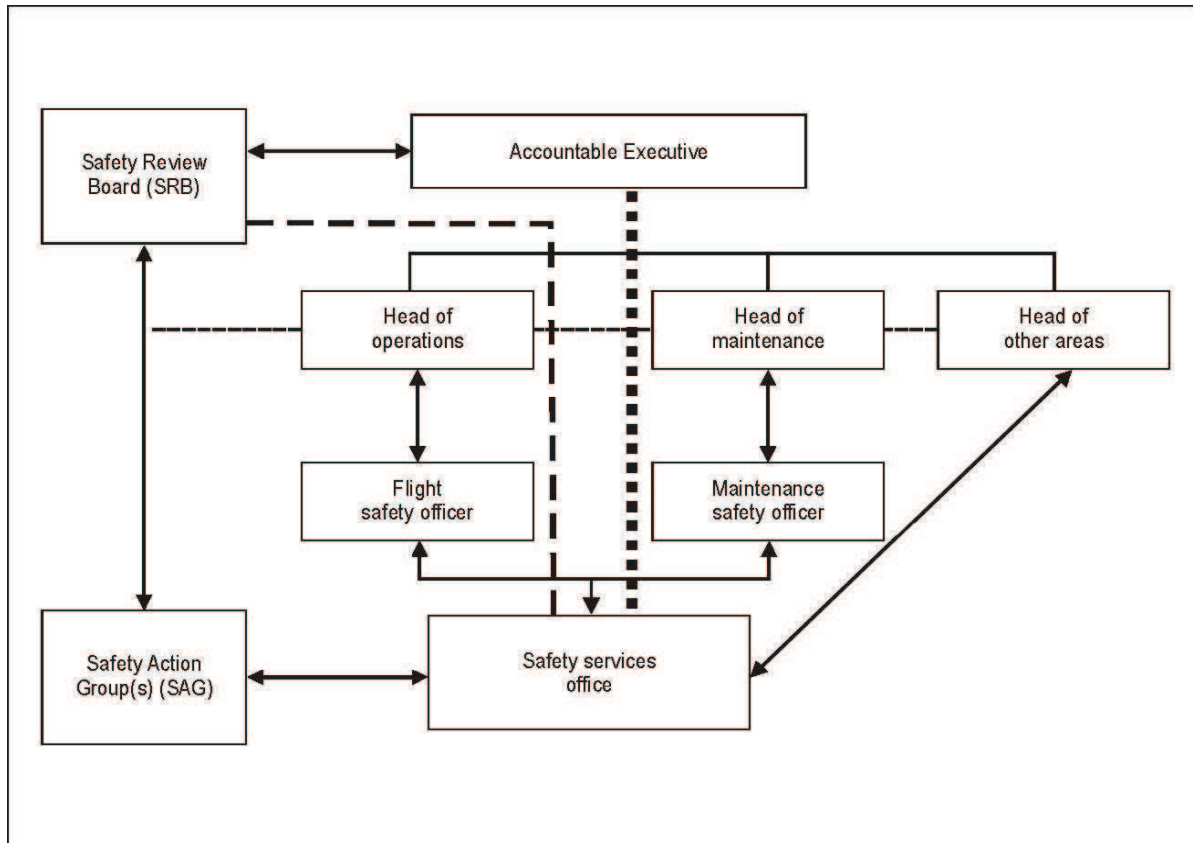 Safety Review
Board (SRB)
Accountable Executive
Head of
operations
Head of
maintenance
Head of
other areas
Flight
safety officer
Maintenance
safety officer
Safety Action
Group(s) (SAG)
Safety services
office